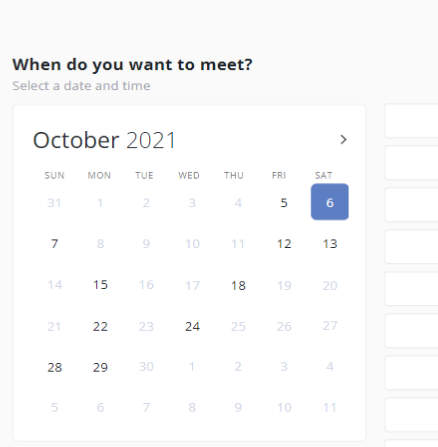 When do you want to meet?
Select a date and time
October 2021 >
SUN MON TUE WED THU FRI SAT
31 1 2 3 4 5 6
7 8 9 10 11 12 13
14 15 16 17 18 19 20
21 22 23 24 25 26 27
28 29 30 1 2 3 4
5 6 7 8 9 10 11